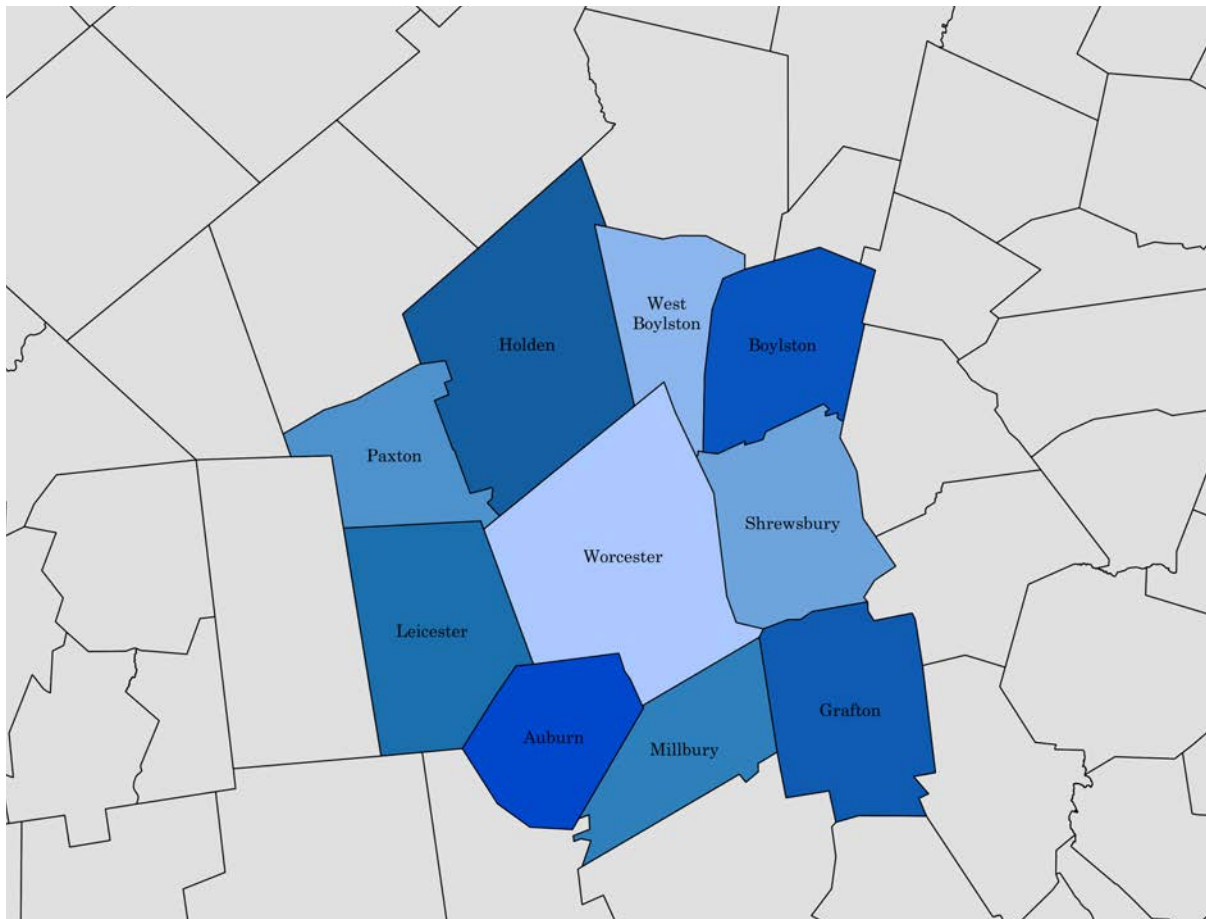 West
Boylston
Holden
Boylston
Paxton
Shrewsbury
Worcester
Leicester
Grafton
Auburn
Millbury